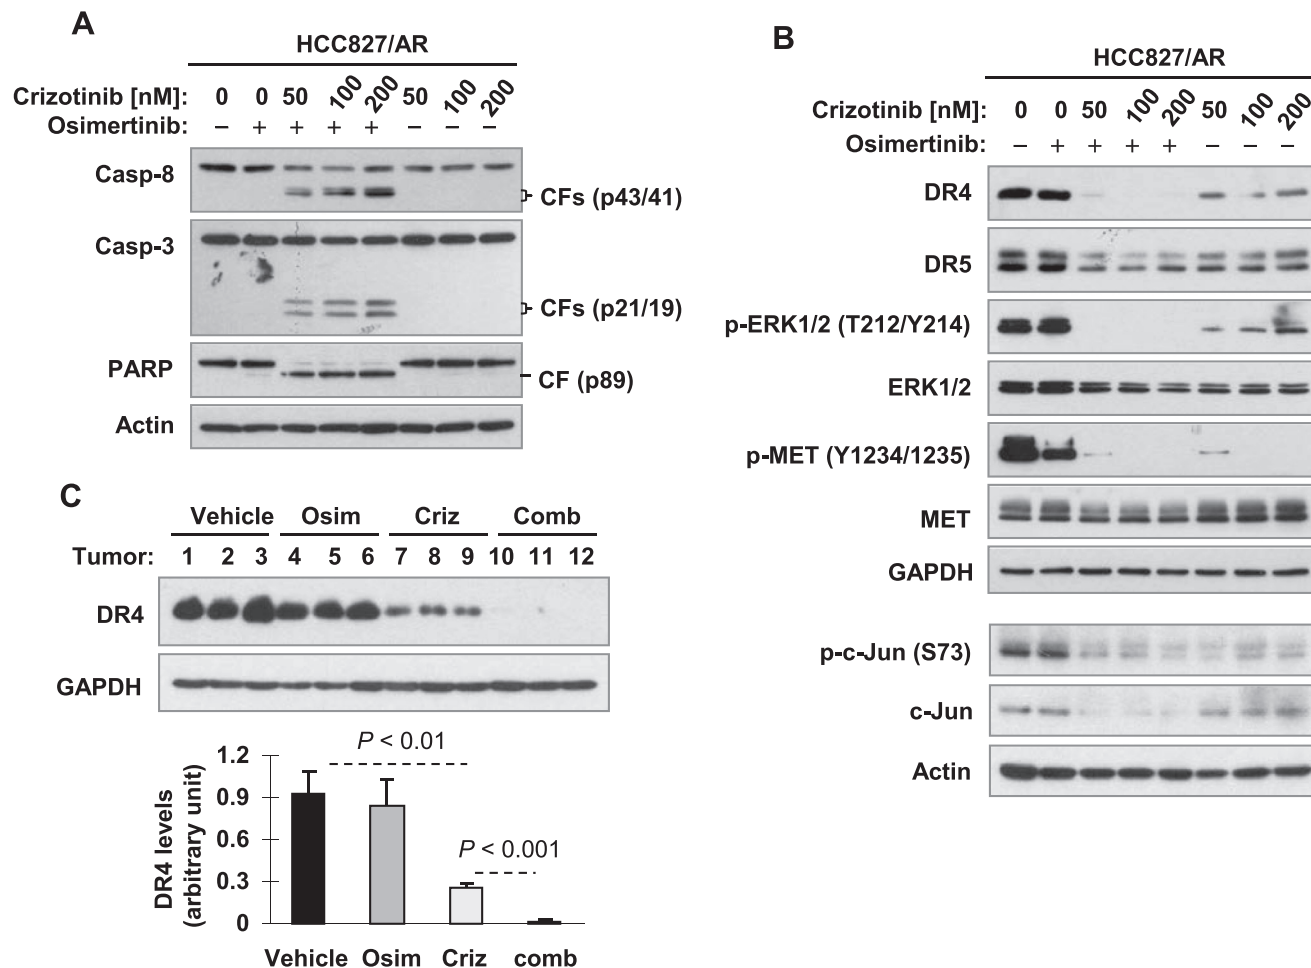 A
HCC827/AR
Crizotinib [nM]: 0 0 50 100 200 50 100 200
Osimertinib: − + + + + − − −
Casp-8
CFs (p43/41)
Casp-3
CFs (p21/19)
PARP
CF (p89)
Actin
B
HCC827/AR
Crizotinib [nM]: 0 0 50 100 200 50 100 200
Osimertinib: − + + + + − − −
DR4
DR5
p-ERK1/2 (T212/Y214)
ERK1/2
p-MET (Y1234/1235)
MET
GAPDH
p-c-Jun (S73)
c-Jun
Actin
C
Vehicle Osim Criz Comb
Tumor: 1 2 3 4 5 6 7 8 9 10 11 12
DR4
GAPDH
DR4 levels
(arbitrary unit)
1.2
0.9
0.6
0.3
0
P < 0.01
P < 0.001
Vehicle Osim Criz comb